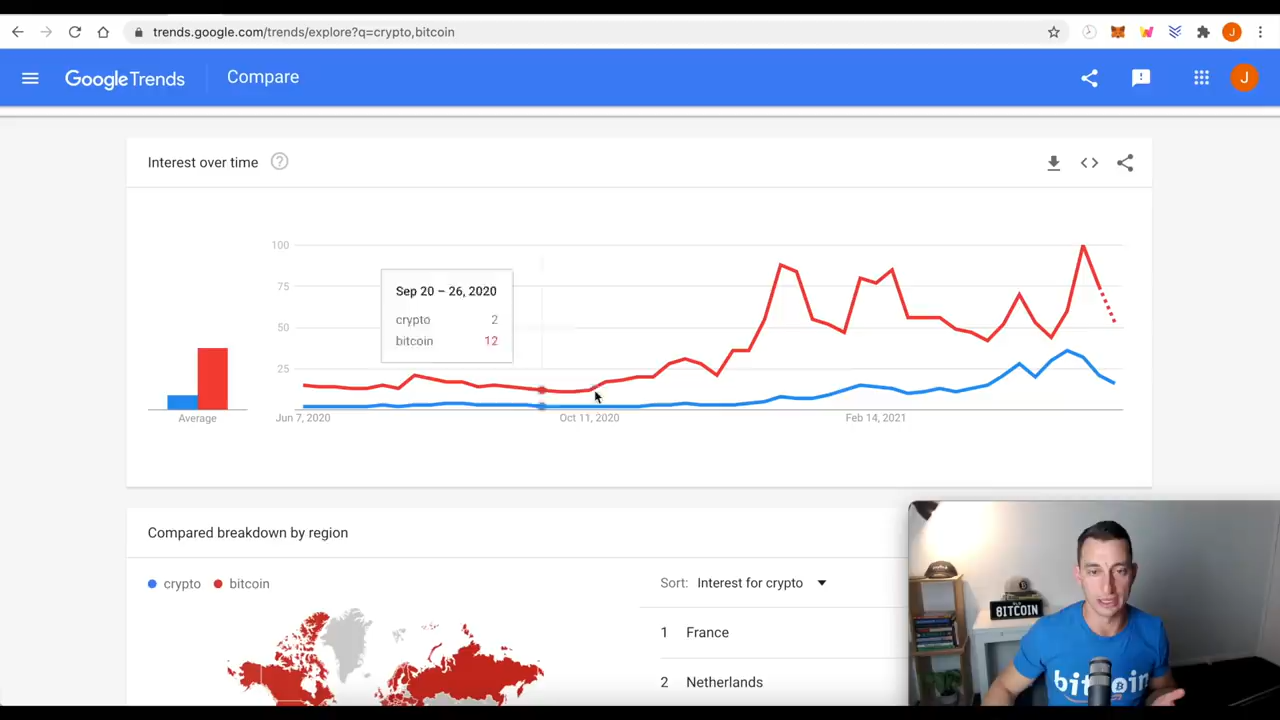 trends.google.com/trends/explore?q=crypto,bitcoin
J
Google Trends
Compare
J
Interest over time
?
100
75
50
25
Sep 20 – 26, 2020
crypto 2
bitcoin 12
Average
Jun 7, 2020
Oct 11, 2020
Feb 14, 2021
Compared breakdown by region
crypto
bitcoin
Sort: Interest for crypto
1 France
2 Netherlands
BITCOIN
bitcoin